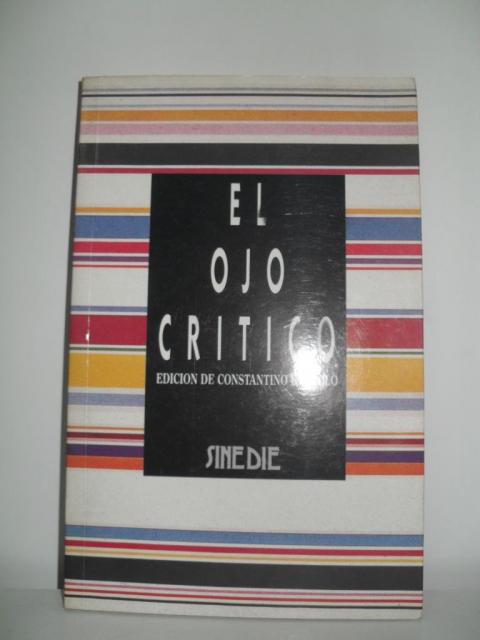 EL
OJO
CRITICO
EDICION DE CONSTANTINO
SINE DIE